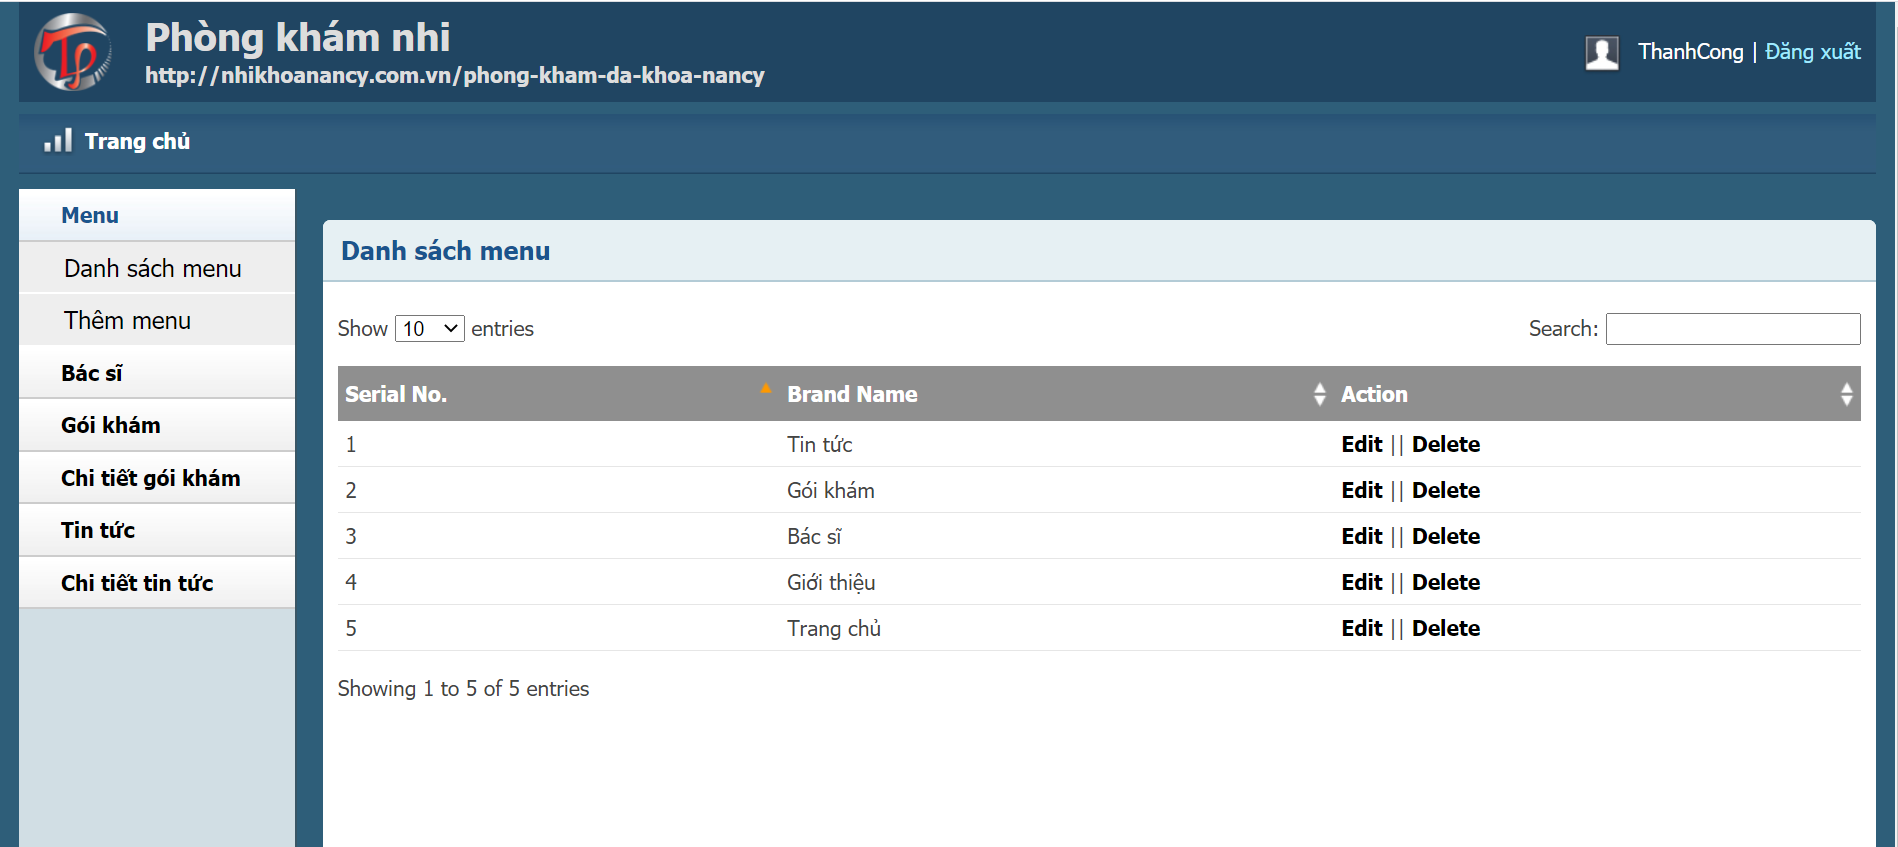 Phòng khám nhi
http://nhikhoanancy.com.vn/phong-kham-da-khoa-nancy
ThanhCong | Đăng xuất
Trang chủ
Menu
Danh sách menu
Thêm menu
Bác sĩ
Gói khám
Chi tiết gói khám
Tin tức
Chi tiết tin tức
Danh sách menu
Show 10 entries
Search:
Serial No. Brand Name Action
1 Tin tức Edit || Delete
2 Gói khám Edit || Delete
3 Bác sĩ Edit || Delete
4 Giới thiệu Edit || Delete
5 Trang chủ Edit || Delete
Showing 1 to 5 of 5 entries